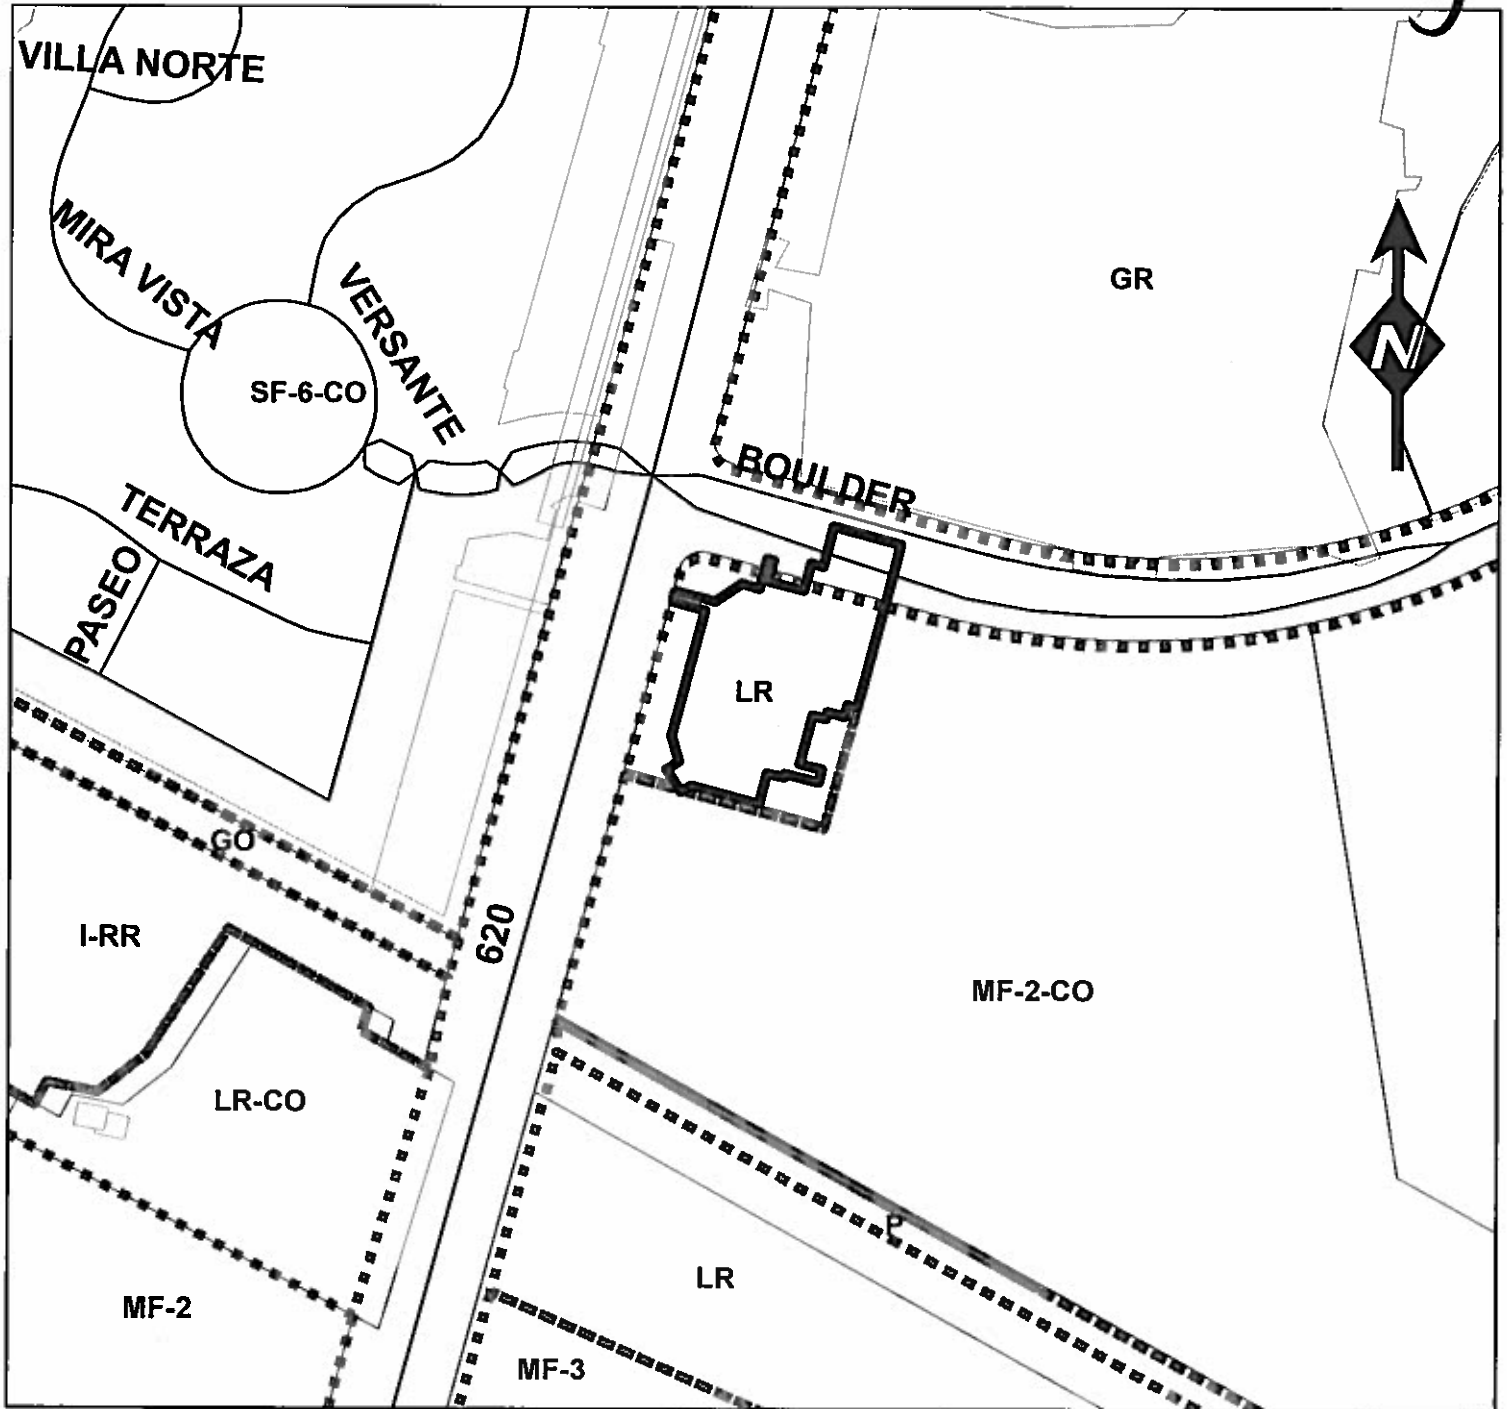 VILLA NORTE
MIRA VISTA
VERSANTE
GR
N
SF-6-CO
BOULDER
TERRAZA
PASEO
LR
GO
620
I-RR
MF-2-CO
LR-CO
P
LR
MF-2
MF-3